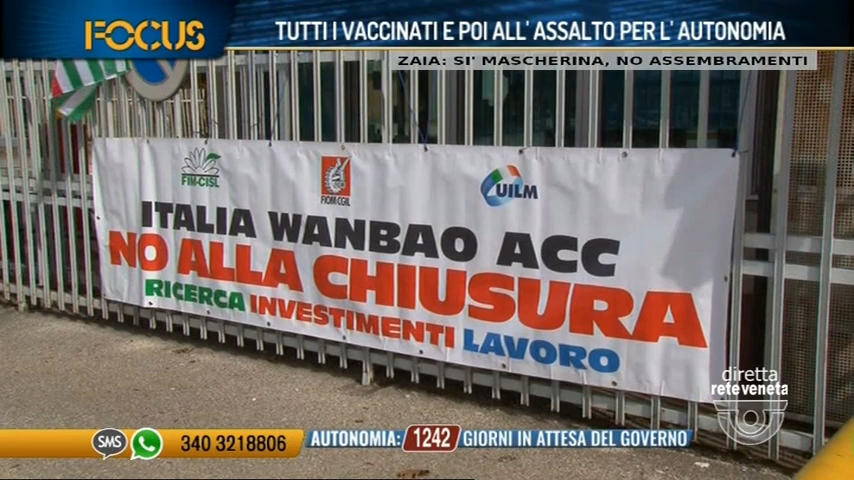 FOCUS
TUTTI I VACCINATI E POI ALL' ASSALTO PER L' AUTONOMIA
ZAIA: SI' MASCHERINA, NO ASSEMBRAMENTI
FIM-CISL
FIOM CGIL
UILM
ITALIA WANBAO ACC
NO ALLA CHIUSURA
RICERCA INVESTIMENTI LAVORO
diretta
reteveneta
SMS 340 3218806
AUTONOMIA: 1242 GIORNI IN ATTESA DEL GOVERNO